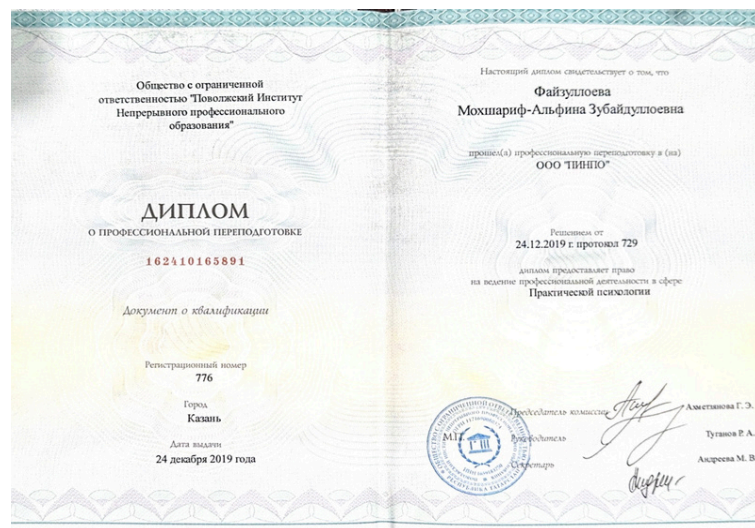 Общество с ограниченной
ответственностью "Поволжский Институт
Непрерывного профессионального
образования"
ДИПЛОМ
О ПРОФЕССИОНАЛЬНОЙ ПЕРЕПОДГОТОВКЕ
162410165891
Документ о квалификации
Регистрационный номер
776
Город
Казань
Дата выдачи
24 декабря 2019 года
Настоящий диплом свидетельствует о том, что
Файзуллоева
Мохшариф-Альфина Зубайдуллоевна
прошел(а) профессиональную переподготовку в (на)
ООО "ПИНПО"
Решением от
24.12.2019 г. протокол 729
диплом предоставляет право
на ведение профессиональной деятельности в сфере
Практической психологии
Председатель комиссии Ахметзянова Г. Э.
М.П. Руководитель Туганов Р. А.
Секретарь Андреева М. В